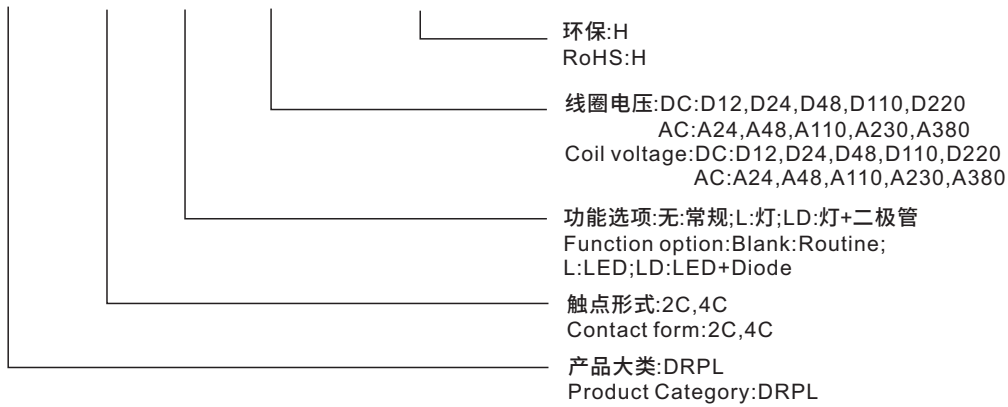 环保:H
RoHS:H
线圈电压:DC:D12,D24,D48,D110,D220
AC:A24,A48,A110,A230,A380
Coil voltage:DC:D12,D24,D48,D110,D220
AC:A24,A48,A110,A230,A380
功能选项:无:常规;L:灯;LD:灯+二极管
Function option:Blank:Routine;
L:LED;LD:LED+Diode
触点形式:2C,4C
Contact form:2C,4C
产品大类:DRPL
Product Category:DRPL